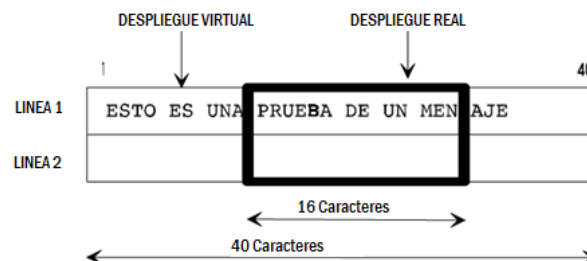 DESPLIEGUE VIRTUAL DESPLIEGUE REAL
1 40
LINEA 1 ESTO ES UNA PRUEBA DE UN MENSAJE
LINEA 2
16 Caracteres
40 Caracteres